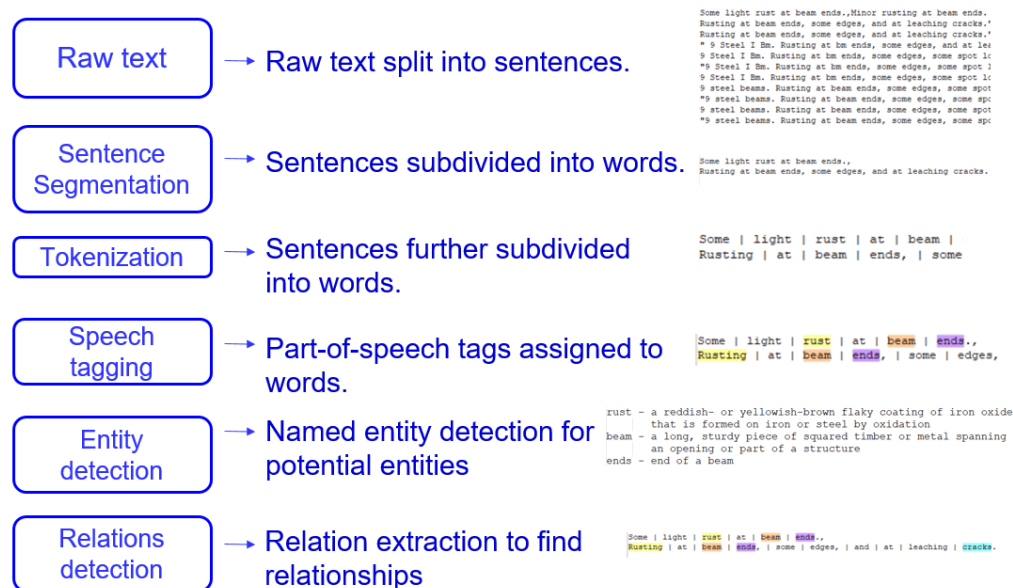 Raw text
Raw text split into sentences.
Some light rust at beam ends.,Minor rusting at beam ends.
Rusting at beam ends, some edges, and at leaching cracks.'
Rusting at beam ends, some edges, and at leaching cracks.'
" 9 Steel I Bm. Rusting at bm ends, some edges, and at lea
9 Steel I Bm. Rusting at bm ends, some edges, some spot lo
"9 Steel I Bm. Rusting at bm ends, some edges, some spot l
9 Steel I Bm. Rusting at bm ends, some edges, some spot lo
9 steel beams. Rusting at beam ends, some edges, some spot
"9 steel beams. Rusting at beam ends, some edges, some spo
9 steel beams. Rusting at beam ends, some edges, some spot
"9 steel beams. Rusting at beam ends, some edges, some spo
Sentence
Segmentation
Sentences subdivided into words.
Some light rust at beam ends.,
Rusting at beam ends, some edges, and at leaching cracks.
Tokenization
Sentences further subdivided
into words.
Some | light | rust | at | beam |
Rusting | at | beam | ends, | some
Speech
tagging
Part-of-speech tags assigned to
words.
Some | light | rust | at | beam | ends.,
Rusting | at | beam | ends, | some | edges,
Entity
detection
Named entity detection for
potential entities
rust - a reddish- or yellowish-brown flaky coating of iron oxide
that is formed on iron or steel by oxidation
beam - a long, sturdy piece of squared timber or metal spanning
an opening or part of a structure
ends - end of a beam
Relations
detection
Relation extraction to find
relationships
Some | light | rust | at | beam | ends.,
Rusting | at | beam | ends, | some | edges, | and | at | leaching | cracks.